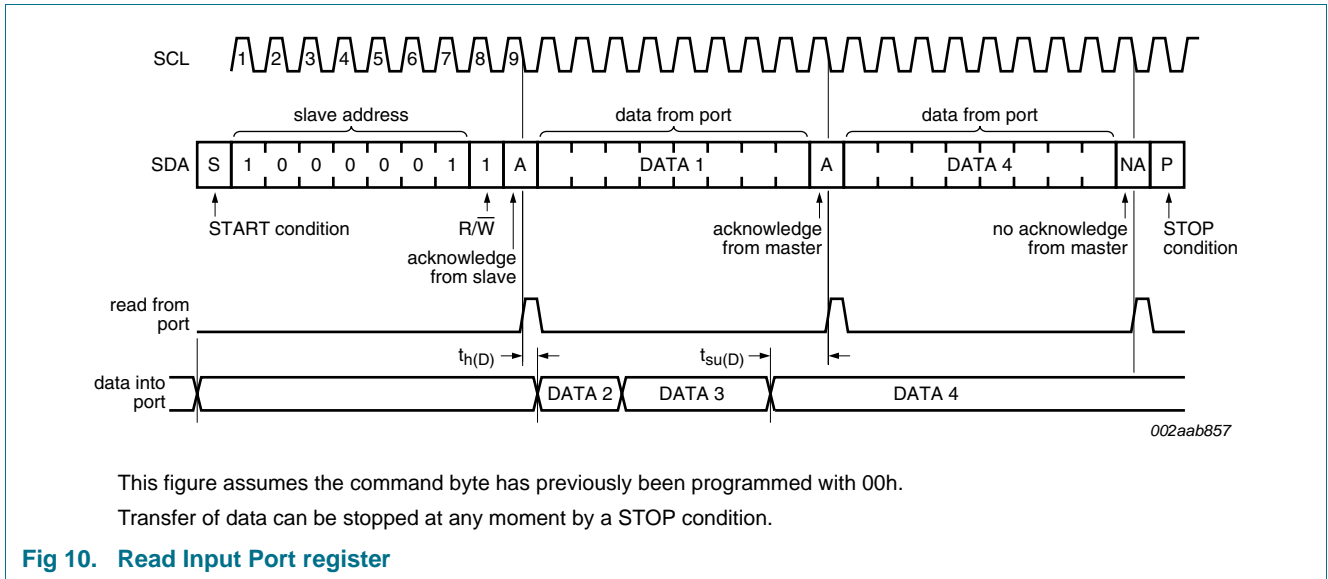 SCL 1 2 3 4 5 6 7 8 9
slave address data from port data from port
SDA S 1 0 0 0 0 0 1 1 A DATA 1 A DATA 4 NA P
START condition R/W acknowledge from slave acknowledge from master no acknowledge from master STOP condition
read from port
th(D) tsu(D)
data into port DATA 2 DATA 3 DATA 4
002aab857
This figure assumes the command byte has previously been programmed with 00h.
Transfer of data can be stopped at any moment by a STOP condition.
Fig 10. Read Input Port register